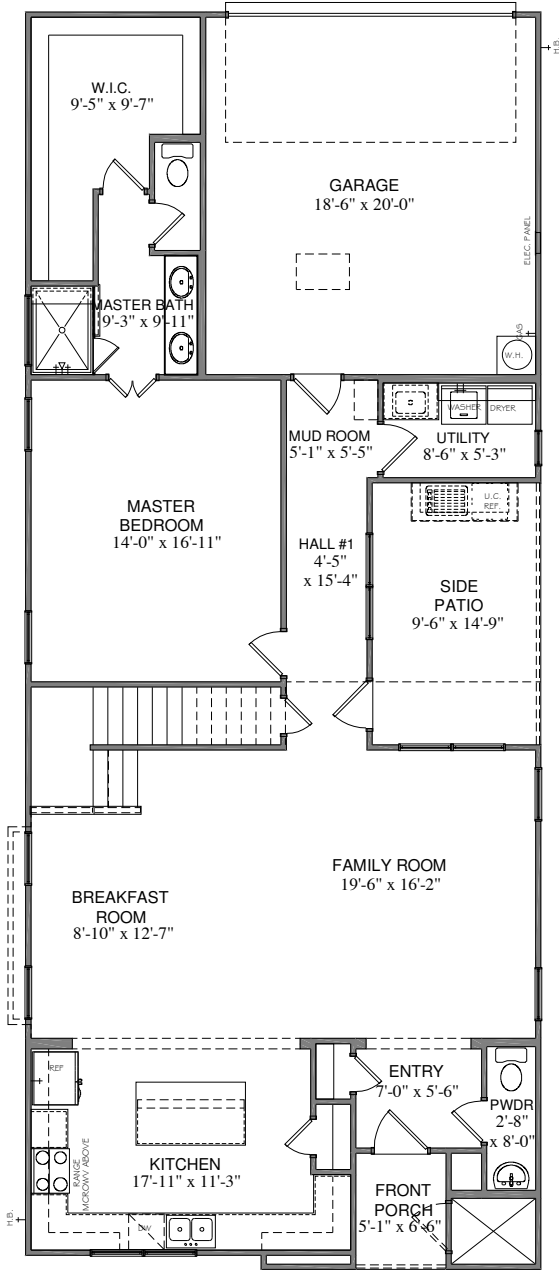 W.I.C.
9'-5" x 9'-7"
H.B.
GARAGE
18'-6" x 20'-0"
ELEC. PANEL
MASTER BATH
9'-3" x 9'-11"
GAS
W.H.
MUD ROOM
5'-1" x 5'-5"
WASHER
DRYER
UTILITY
8'-6" x 5'-3"
MASTER
BEDROOM
14'-0" x 16'-11"
U.C.
REF.
HALL #1
4'-5"
x 15'-4"
SIDE
PATIO
9'-6" x 14'-9"
FAMILY ROOM
19'-6" x 16'-2"
BREAKFAST
ROOM
8'-10" x 12'-7"
REF
ENTRY
7'-0" x 5'-6"
PWDR
2'-8"
x 8'-0"
RANGE
MICROWV ABOVE
KITCHEN
17'-11" x 11'-3"
FRONT
PORCH
5'-1" x 6'-6"
H.B.
DW